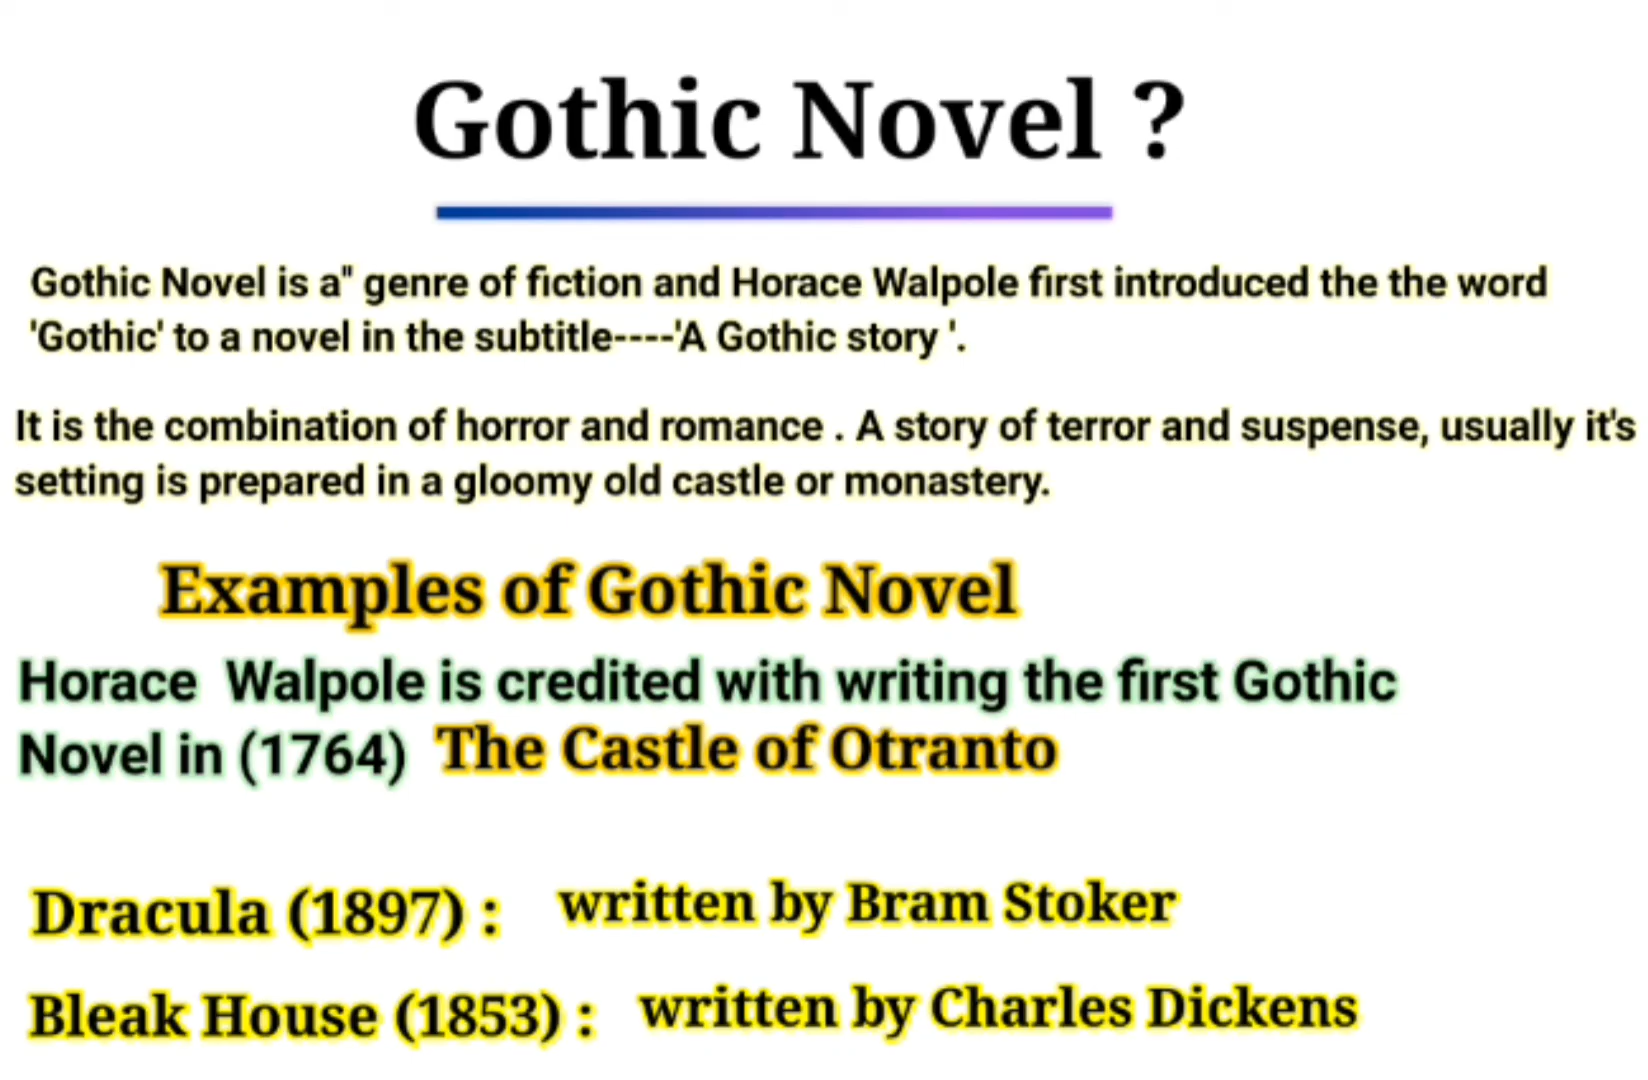 Gothic Novel ?
Gothic Novel is a" genre of fiction and Horace Walpole first introduced the the word
'Gothic' to a novel in the subtitle----'A Gothic story '.
It is the combination of horror and romance . A story of terror and suspense, usually it's
setting is prepared in a gloomy old castle or monastery.
Examples of Gothic Novel
Horace Walpole is credited with writing the first Gothic
Novel in (1764) The Castle of Otranto
Dracula (1897) : written by Bram Stoker
Bleak House (1853) : written by Charles Dickens